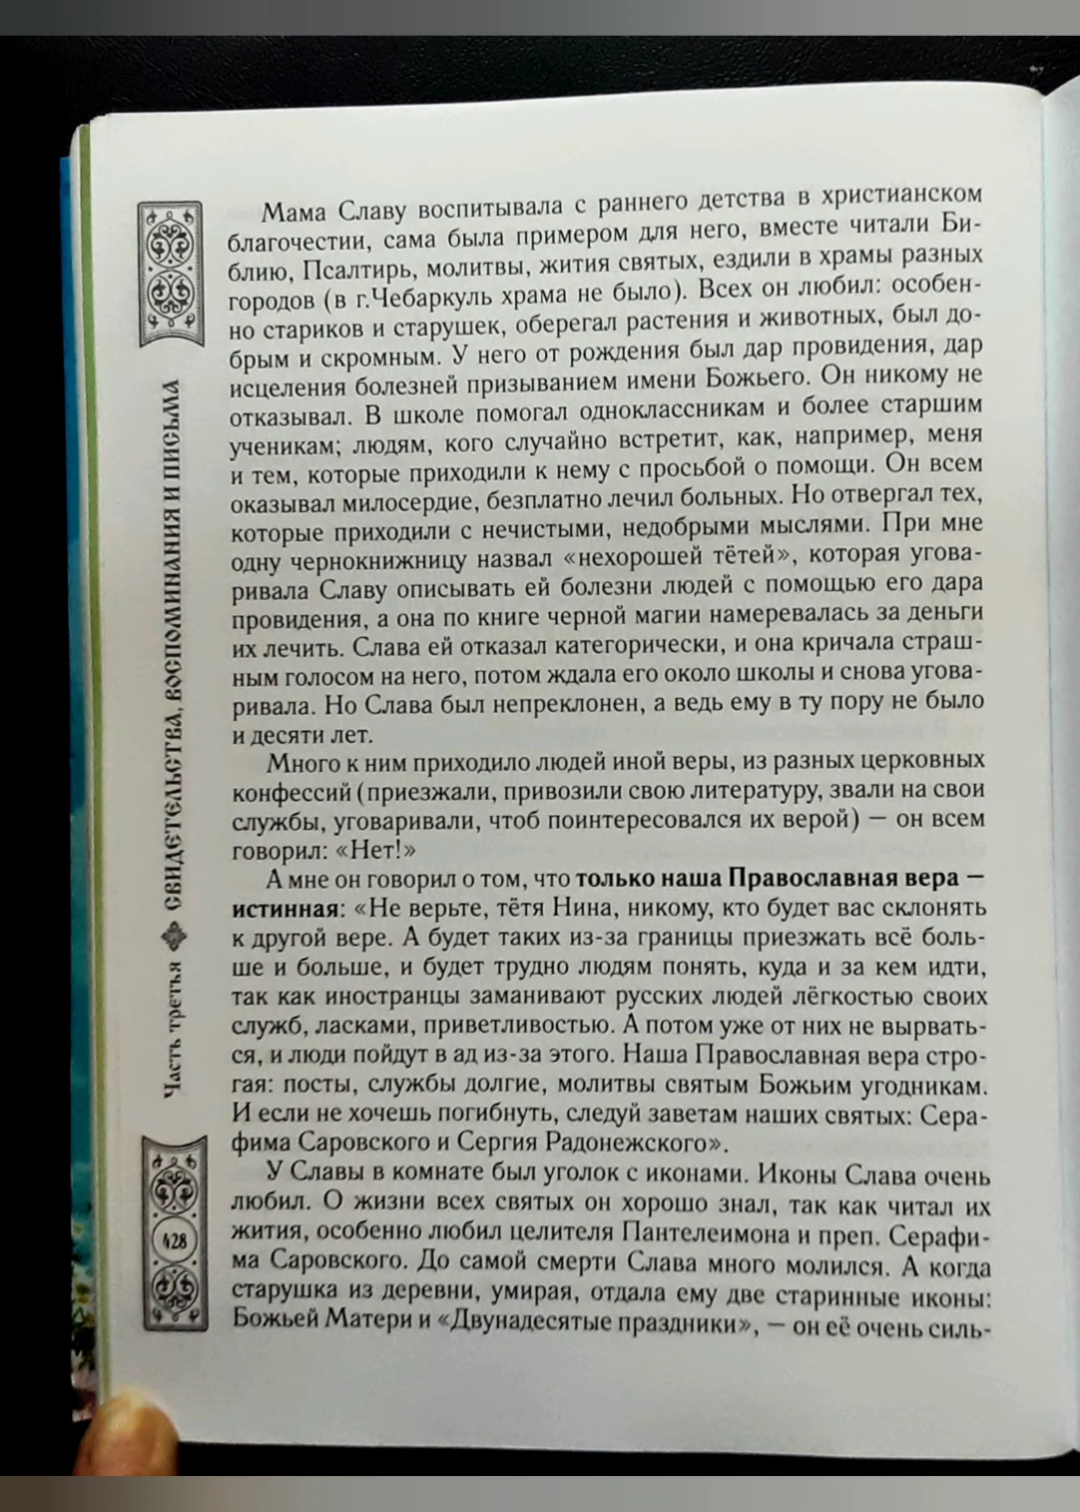 Мама Славу воспитывала с раннего детства в христианском
благочестии, сама была примером для него, вместе читали Би-
блию, Псалтирь, молитвы, жития святых, ездили в храмы разных
городов (в г.Чебаркуль храма не было). Всех он любил: особен-
но стариков и старушек, оберегал растения и животных, был до-
брым и скромным. У него от рождения был дар провидения, дар
исцеления болезней призыванием имени Божьего. Он никому не
отказывал. В школе помогал одноклассникам и более старшим
ученикам; людям, кого случайно встретит, как, например, меня
и тем, которые приходили к нему с просьбой о помощи. Он всем
оказывал милосердие, безплатно лечил больных. Но отвергал тех,
которые приходили с нечистыми, недобрыми мыслями. При мне
одну чернокнижницу назвал «нехорошей тётей», которая угова-
ривала Славу описывать ей болезни людей с помощью его дара
провидения, а она по книге черной магии намеревалась за деньги
их лечить. Слава ей отказал категорически, и она кричала страш-
ным голосом на него, потом ждала его около школы и снова угова-
ривала. Но Слава был непреклонен, а ведь ему в ту пору не было
и десяти лет.
Много к ним приходило людей иной веры, из разных церковных
конфессий (приезжали, привозили свою литературу, звали на свои
службы, уговаривали, чтоб поинтересовался их верой) — он всем
говорил: «Нет!»
А мне он говорил о том, что только наша Православная вера —
истинная: «Не верьте, тётя Нина, никому, кто будет вас склонять
к другой вере. А будет таких из-за границы приезжать всё боль-
ше и больше, и будет трудно людям понять, куда и за кем идти,
так как иностранцы заманивают русских людей лёгкостью своих
служб, ласками, приветливостью. А потом уже от них не вырвать-
ся, и люди пойдут в ад из-за этого. Наша Православная вера стро-
гая: посты, службы долгие, молитвы святым Божьим угодникам.
И если не хочешь погибнуть, следуй заветам наших святых: Сера-
фима Саровского и Сергия Радонежского».
У Славы в комнате был уголок с иконами. Иконы Слава очень
любил. О жизни всех святых он хорошо знал, так как читал их
жития, особенно любил целителя Пантелеимона и преп. Серафи-
ма Саровского. До самой смерти Слава много молился. А когда
старушка из деревни, умирая, отдала ему две старинные иконы:
Божьей Матери и «Двунадесятые праздники», — он её очень силь-
Часть третья СВИДЕТЕЛЬСТВА, ВОСПОМИНАНИЯ И ПИСЬМА
428